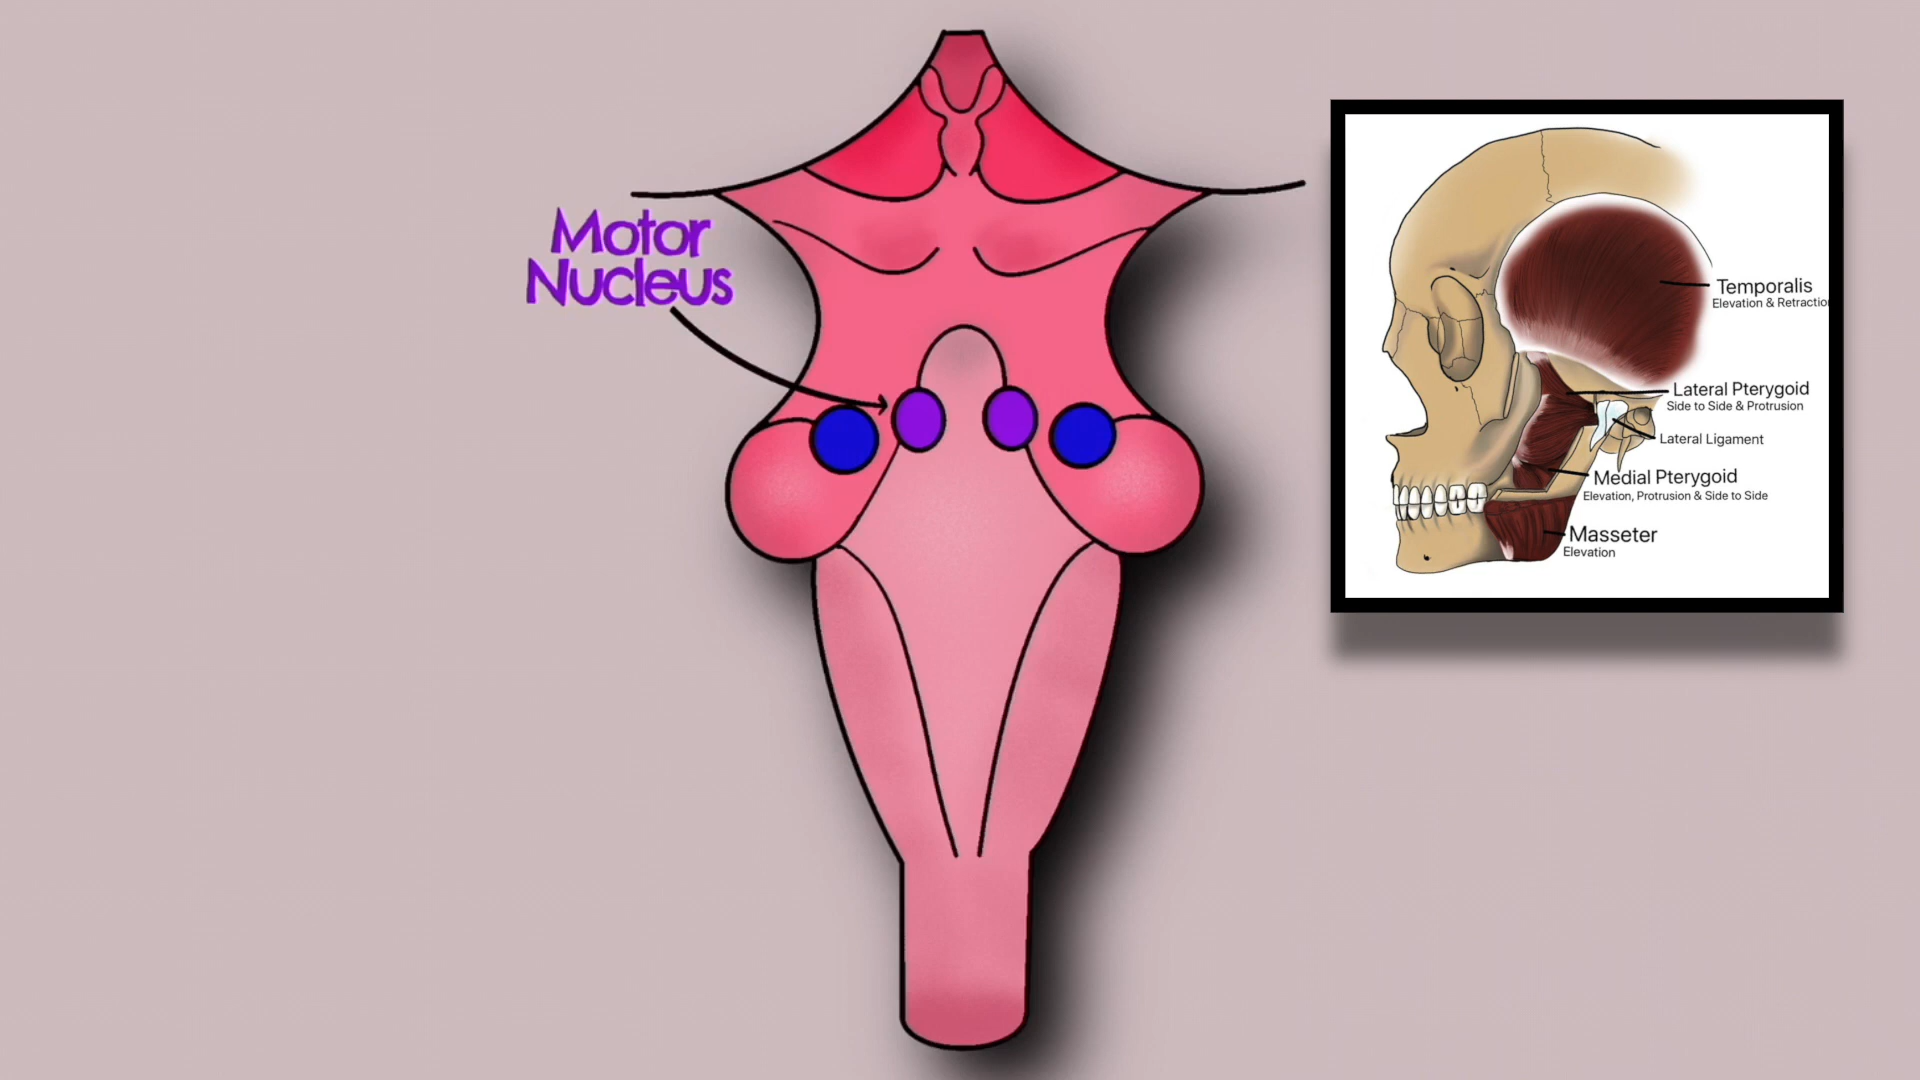 Motor
Nucleus
Temporalis
Elevation & Retractio
Lateral Pterygoid
Side to Side & Protrusion
Lateral Ligament
Medial Pterygoid
Elevation, Protrusion & Side to Side
Masseter
Elevation